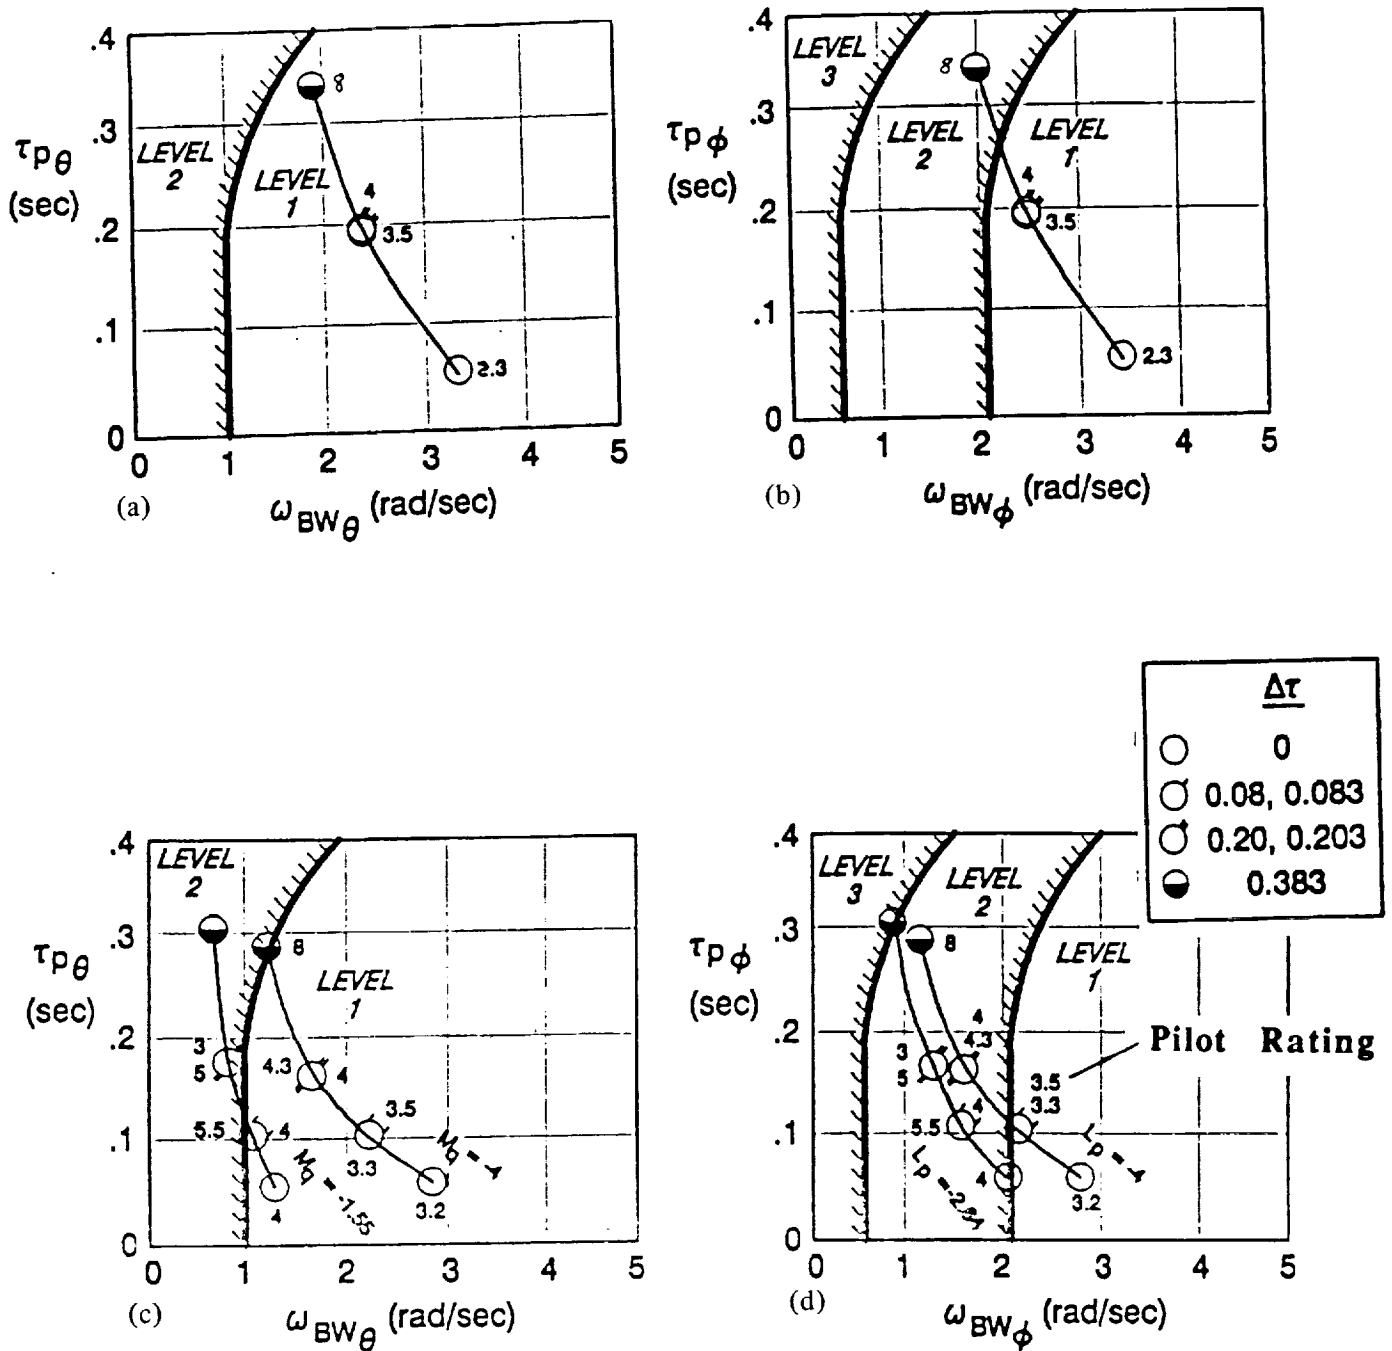 .4
.3
.2
.1
0
τpθ
(sec)
LEVEL
2
LEVEL
1
8
4
3.5
2.3
0 1 2 3 4 5
(a)
ωBWθ (rad/sec)
.4
.3
.2
.1
0
τpϕ
(sec)
LEVEL
3
LEVEL
2
LEVEL
1
8
4
3.5
2.3
0 1 2 3 4 5
(b)
ωBWϕ (rad/sec)
Δτ
0
0.08, 0.083
0.20, 0.203
0.383
.4
.3
.2
.1
0
τpθ
(sec)
LEVEL
2
LEVEL
1
8
3
5
4.3
4
5.5
4
3.5
3.3
4
3.2
Mq = -1.55
Mq = -4
0 1 2 3 4 5
(c)
ωBWθ (rad/sec)
.4
.3
.2
.1
0
τpϕ
(sec)
LEVEL
3
LEVEL
2
LEVEL
1
8
4
4.3
3
5
Pilot Rating
3.5
3.3
4
5.5
4
3.2
Lp = -4
0 1 2 3 4 5
(d)
ωBWϕ (rad/sec)